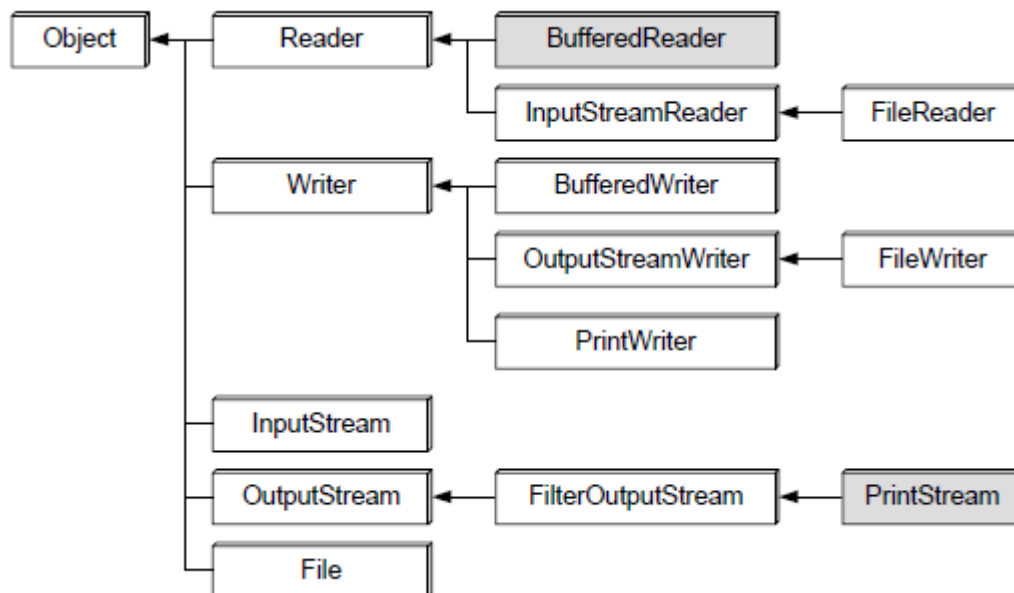 Object
Reader
BufferedReader
InputStreamReader
FileReader
Writer
BufferedWriter
OutputStreamWriter
FileWriter
PrintWriter
InputStream
OutputStream
FilterOutputStream
PrintStream
File